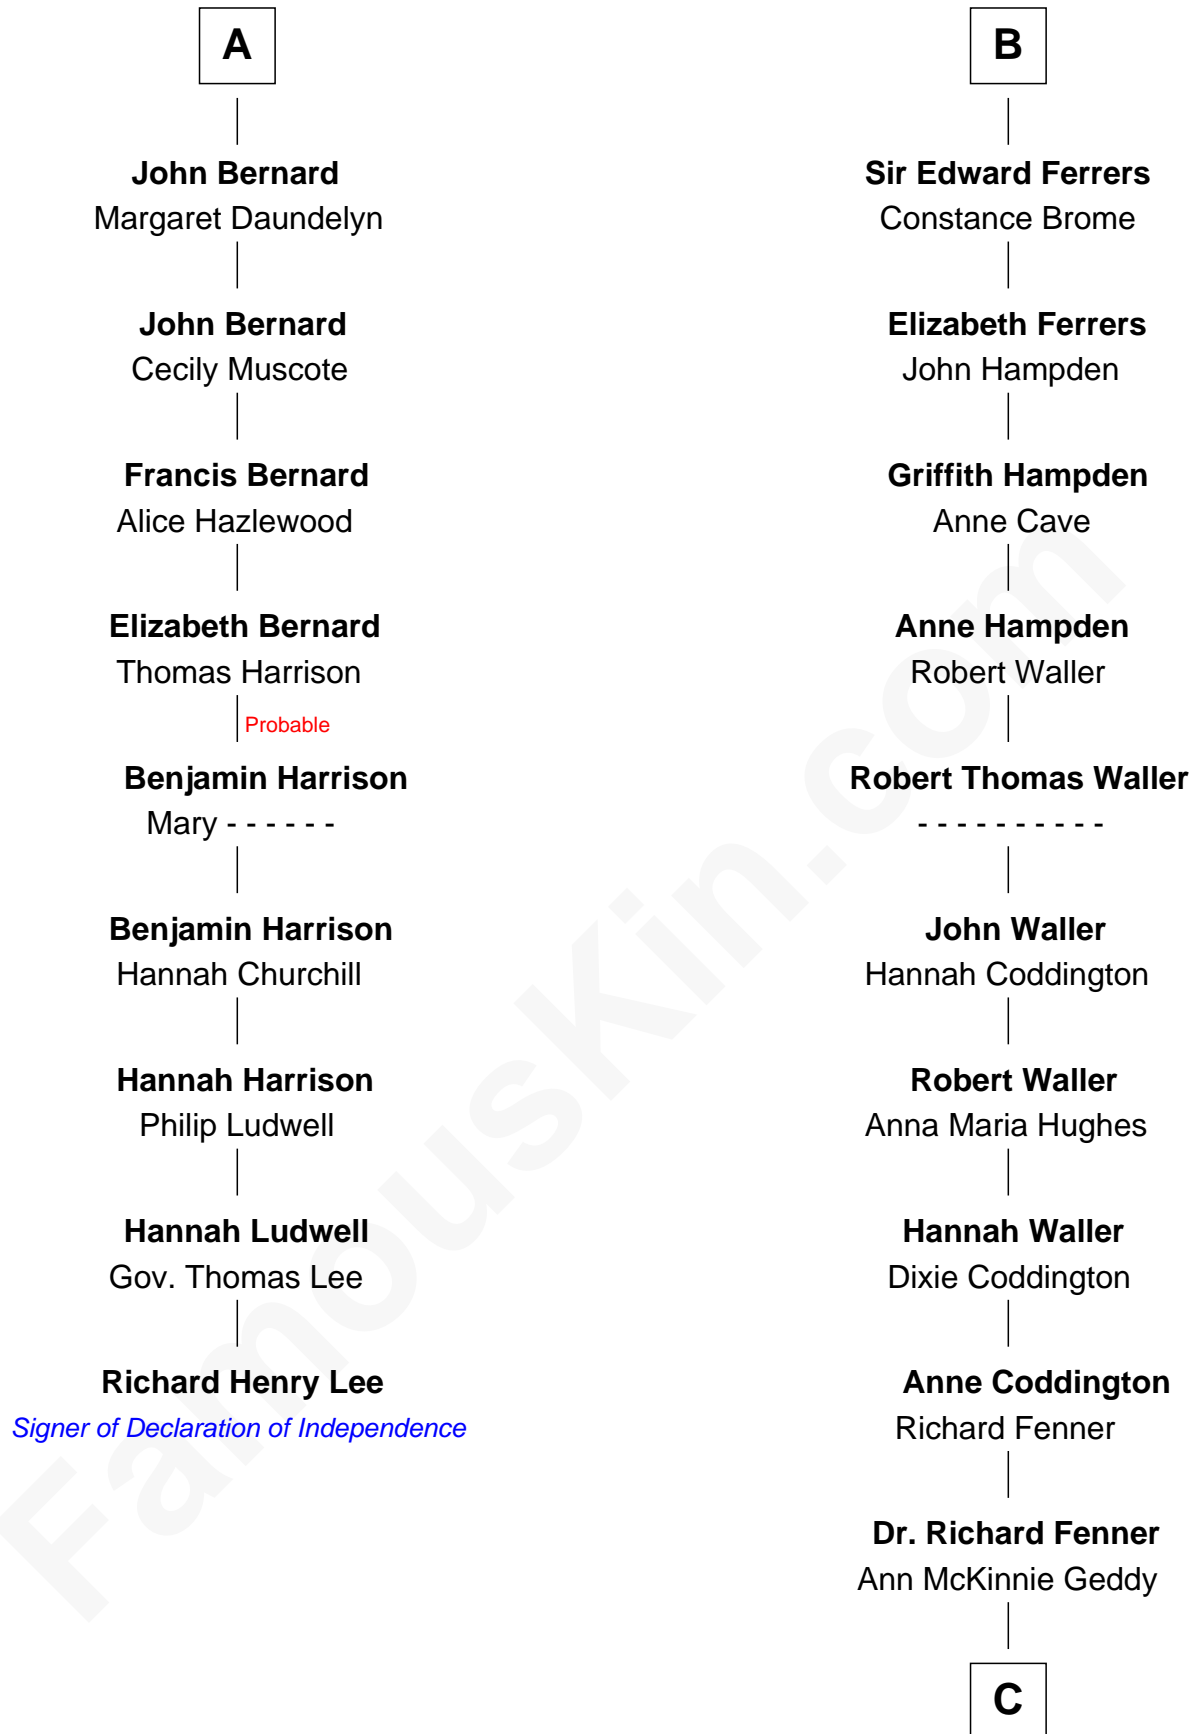 A
John Bernard
Margaret Daundelyn
John Bernard
Cecily Muscote
Francis Bernard
Alice Hazlewood
Elizabeth Bernard
Thomas Harrison
Probable
Benjamin Harrison
Mary - - - - - -
Benjamin Harrison
Hannah Churchill
Hannah Harrison
Philip Ludwell
Hannah Ludwell
Gov. Thomas Lee
Richard Henry Lee
Signer of Declaration of Independence
B
Sir Edward Ferrers
Constance Brome
Elizabeth Ferrers
John Hampden
Griffith Hampden
Anne Cave
Anne Hampden
Robert Waller
Robert Thomas Waller
- - - - - - - - - -
John Waller
Hannah Coddington
Robert Waller
Anna Maria Hughes
Hannah Waller
Dixie Coddington
Anne Coddington
Richard Fenner
Dr. Richard Fenner
Ann McKinnie Geddy
C
FamousKin.com